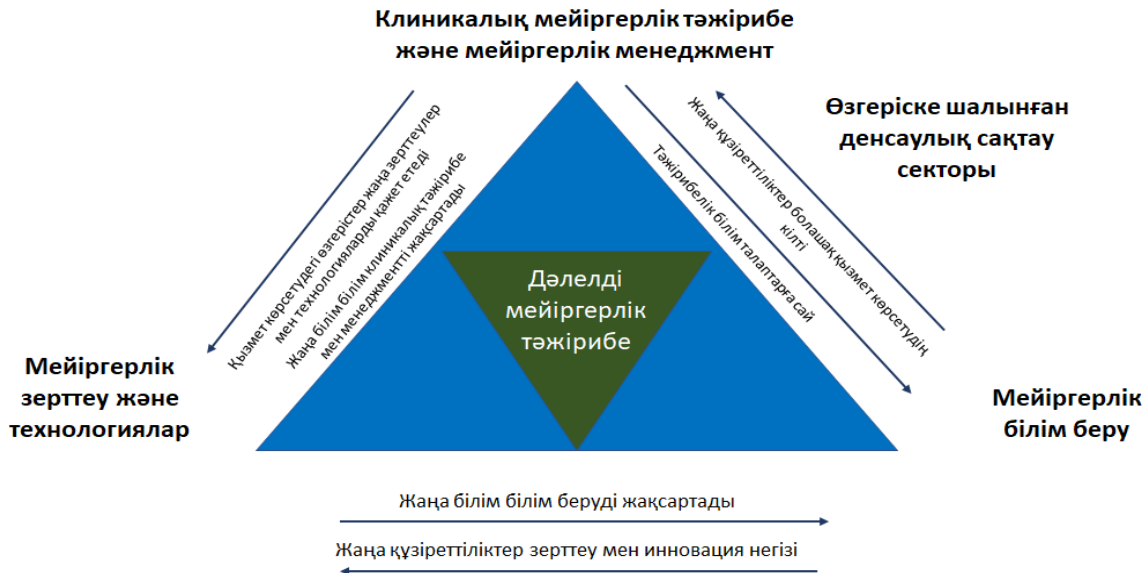 Клиникалық мейіргерлік тәжірибе
және мейіргерлік менеджмент
Қызмет көрсетудегі өзгерістер жаңа зерттеулер
мен технологияларды қажет етеді
Жаңа білім білім клиникалық тәжірибе
мен менеджментті жақсартады
Жаңа құзіреттіліктер болашақ қызмет көрсетудің
кілті
Тәжірибелік білім талаптарға сай
Өзгеріске шалынған
денсаулық сақтау
секторы
Дәлелді
мейіргерлік
тәжірибе
Мейіргерлік
зерттеу және
технологиялар
Мейіргерлік
білім беру
Жаңа білім білім беруді жақсартады
Жаңа құзіреттіліктер зерттеу мен инновация негізі